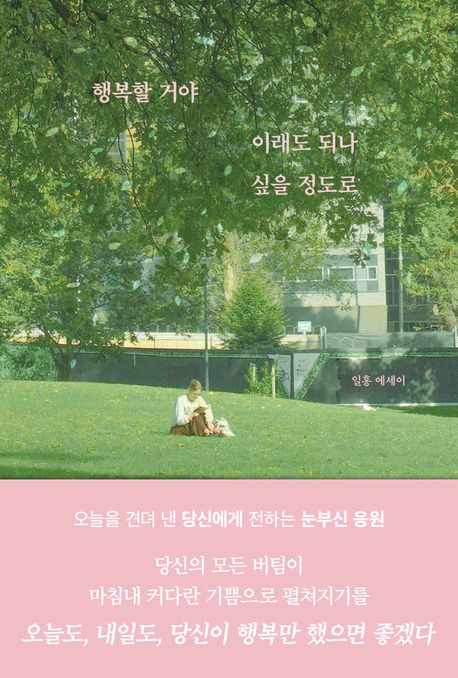 행복할 거야
이래도 되나
싶을 정도로
일홍 에세이
오늘을 견뎌 낸 당신에게 전하는 눈부신 응원
당신의 모든 버팀이
마침내 커다란 기쁨으로 펼쳐지기를
오늘도, 내일도, 당신이 행복만 했으면 좋겠다